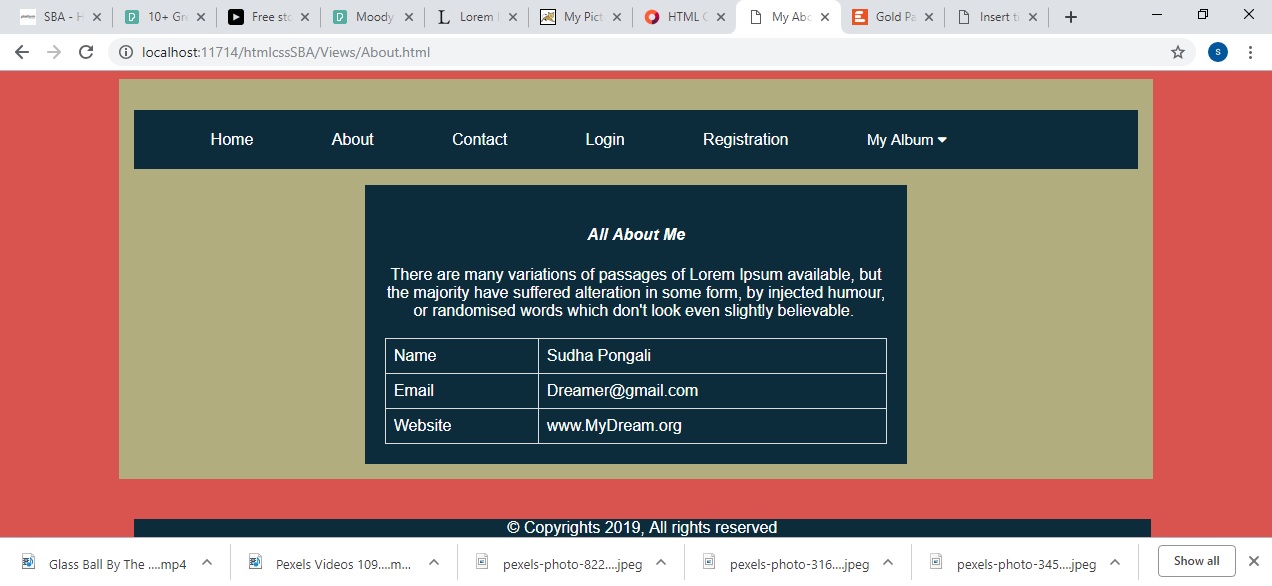 SBA - H
10+ Gr
Free sto
Moody
Lorem I
My Pict
HTML C
My Abo
Gold Pa
Insert ti
localhost:11714/htmlcssSBA/Views/About.html
S
Home About Contact Login Registration My Album
All About Me
There are many variations of passages of Lorem Ipsum available, but
the majority have suffered alteration in some form, by injected humour,
or randomised words which don't look even slightly believable.
Name Sudha Pongali
Email Dreamer@gmail.com
Website www.MyDream.org
© Copyrights 2019, All rights reserved
Glass Ball By The ....mp4
Pexels Videos 109....m...
pexels-photo-822....jpeg
pexels-photo-316....jpeg
pexels-photo-345....jpeg
Show all